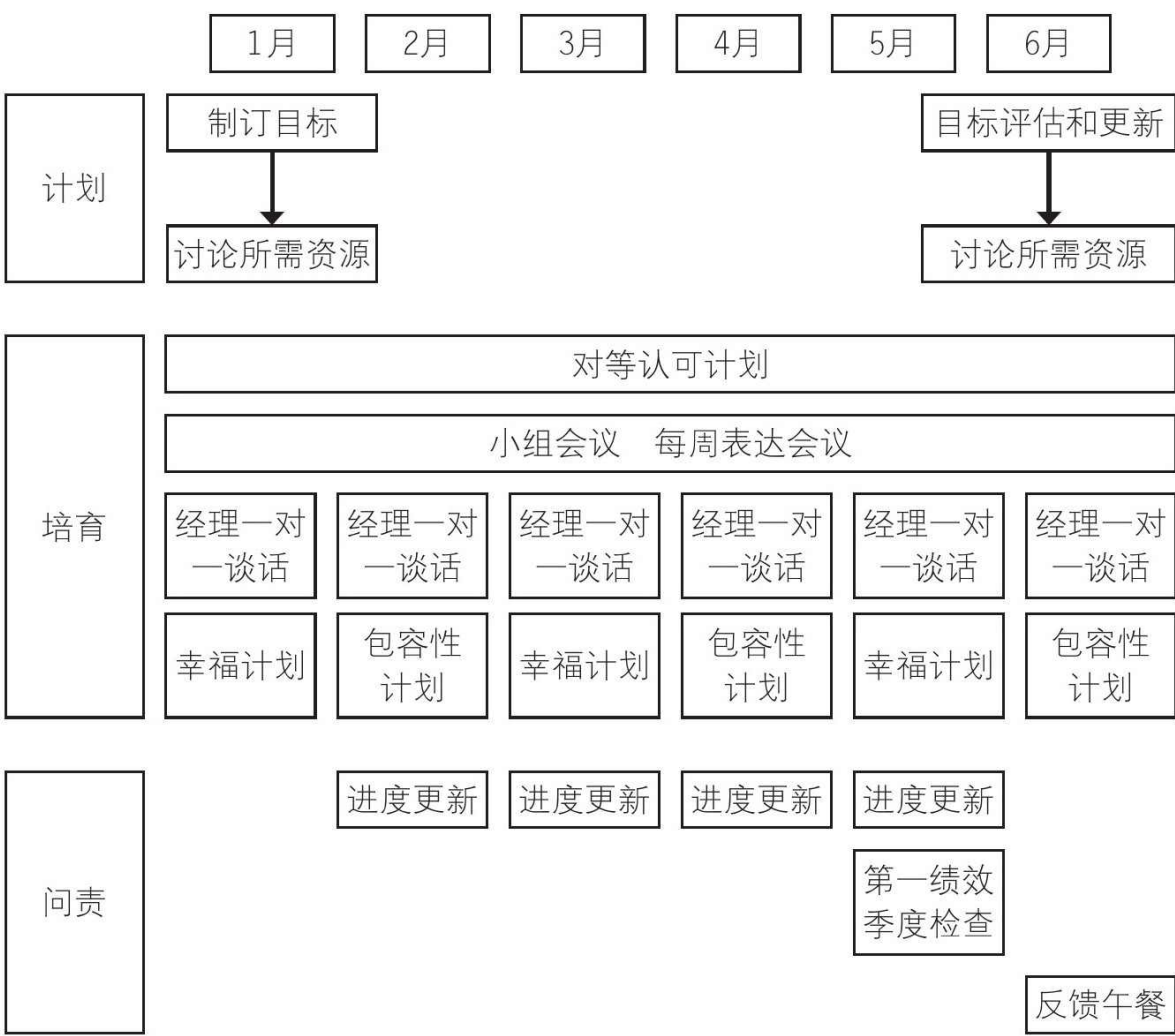 1月 2月 3月 4月 5月 6月
计划
制订目标 目标评估和更新
讨论所需资源 讨论所需资源
培育
对等认可计划
小组会议 每周表达会议
经理一对 经理一对 经理一对 经理一对 经理一对 经理一对
一谈话 一谈话 一谈话 一谈话 一谈话 一谈话
幸福计划
包容性
计划
幸福计划
包容性
计划
幸福计划
包容性
计划
问责
进度更新 进度更新 进度更新 进度更新
第一绩效
季度检查
反馈午餐